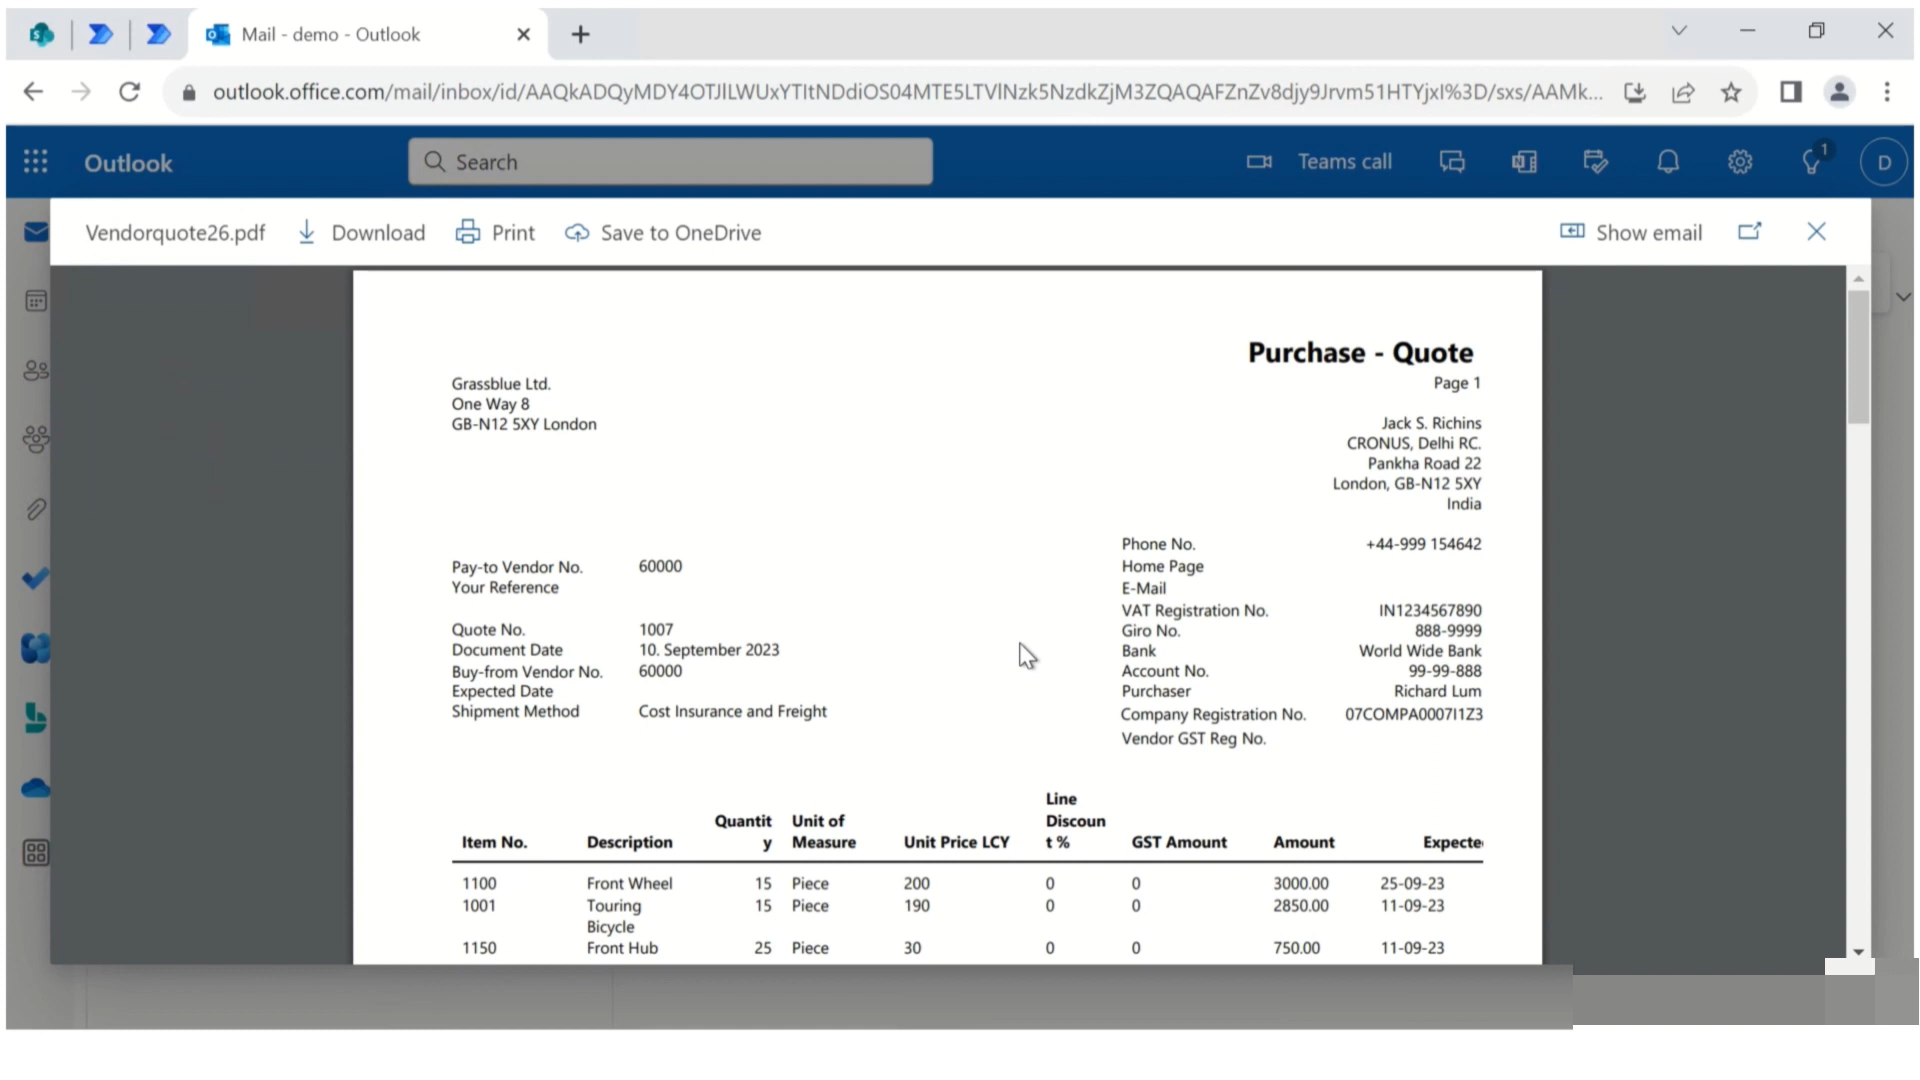 Mail - demo - Outlook
outlook.office.com/mail/inbox/id/AAQkADQyMDY4OTJlLWUxYTItNDdiOS04MTE5LTVlNzk5NzdkZjM3ZQAQAFZnZv8djy9Jrvm51HTYjxI%3D/sxs/AAMk...
Outlook
Search
Teams call
1
D
Vendorquote26.pdf
Download
Print
Save to OneDrive
Show email
Purchase - Quote
Page 1
Grassblue Ltd.
One Way 8
GB-N12 5XY London
Jack S. Richins
CRONUS, Delhi RC.
Pankha Road 22
London, GB-N12 5XY
India
Pay-to Vendor No. 60000
Your Reference
Quote No. 1007
Document Date 10. September 2023
Buy-from Vendor No. 60000
Expected Date
Shipment Method Cost Insurance and Freight
Phone No. +44-999 154642
Home Page
E-Mail
VAT Registration No. IN1234567890
Giro No. 888-9999
Bank World Wide Bank
Account No. 99-99-888
Purchaser Richard Lum
Company Registration No. 07COMPA0007I1Z3
Vendor GST Reg No.
Line
Quantit Unit of Discoun
Item No. Description y Measure Unit Price LCY t % GST Amount Amount Expecte
1100 Front Wheel 15 Piece 200 0 0 3000.00 25-09-23
1001 Touring 15 Piece 190 0 0 2850.00 11-09-23
Bicycle
1150 Front Hub 25 Piece 30 0 0 750.00 11-09-23